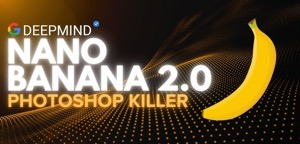 DEEPMIND
NANO
BANANA 2.0
PHOTOSHOP KILLER